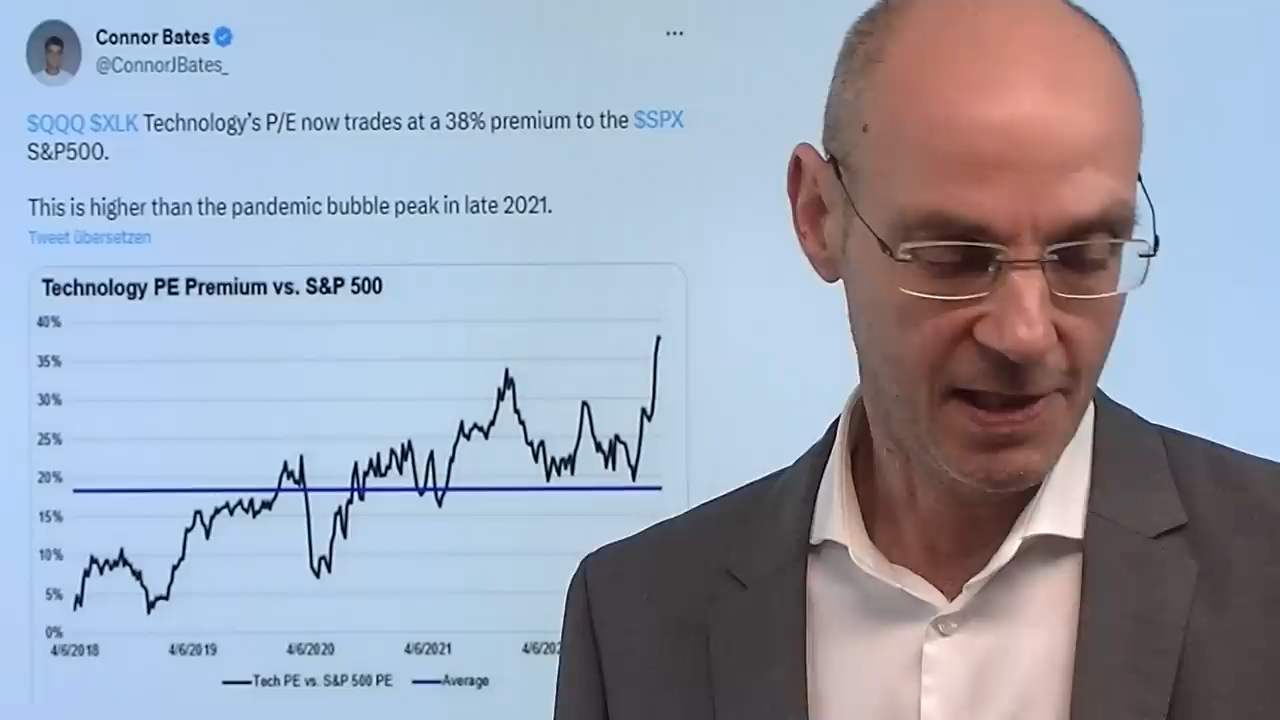 Connor Bates
@ConnorJBates_
$QQQ $XLK Technology's P/E now trades at a 38% premium to the $SPX
S&P500.
This is higher than the pandemic bubble peak in late 2021.
Tweet übersetzen
Technology PE Premium vs. S&P 500
40%
35%
30%
25%
20%
15%
10%
5%
0%
4/6/2018 4/6/2019 4/6/2020 4/6/2021
Tech PE vs. S&P 500 PE Average